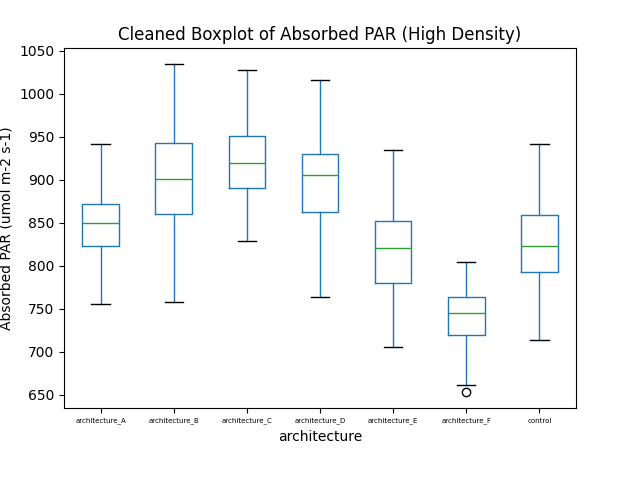 Cleaned Boxplot of Absorbed PAR (High Density)
Absorbed PAR (umol m-2 s-1)
1050
1000
950
900
850
800
750
700
650
architecture_A architecture_B architecture_C architecture_D architecture_E architecture_F control
architecture